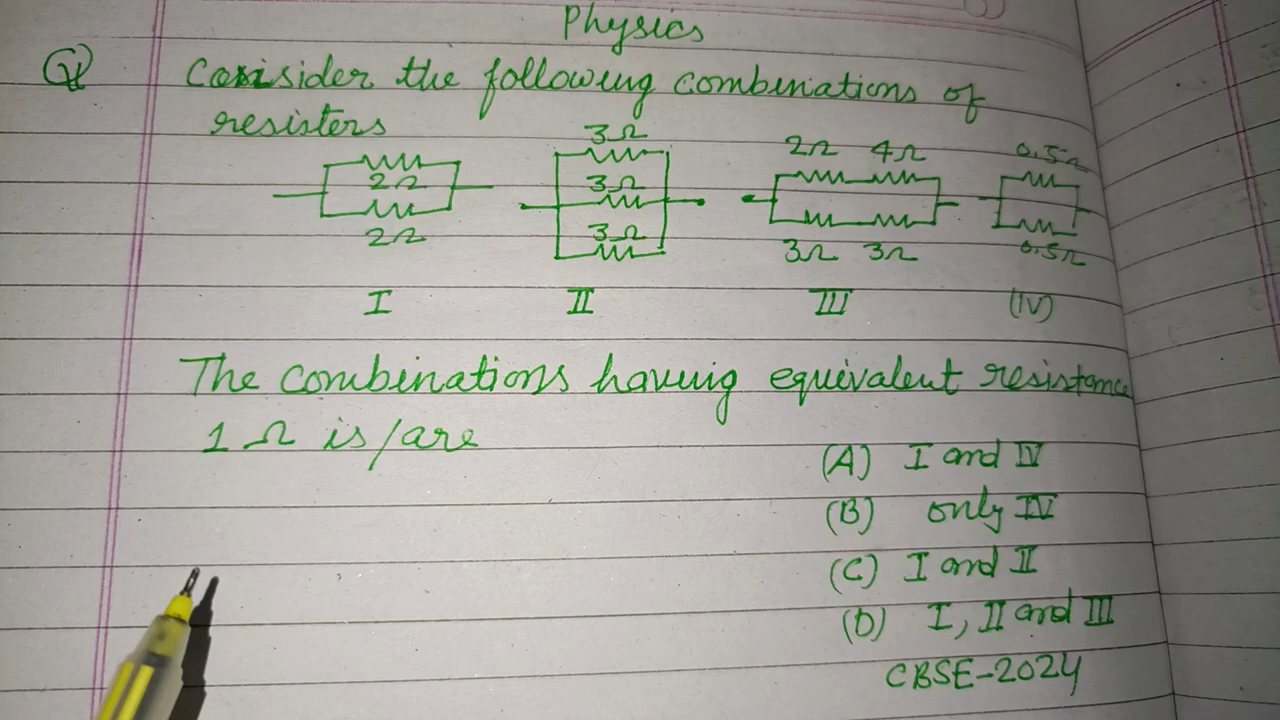 Physics
Q1 Consider the following combinations of
resisters
2Ω
2Ω
I
3Ω
3Ω
3Ω
II
2Ω 4Ω
3Ω 3Ω
III
0.5Ω
0.5Ω
(IV)
The combinations having equivalent resistance
1 Ω is/are
(A) I and IV
(B) only IV
(C) I and II
(D) I, II and III
CBSE-2024